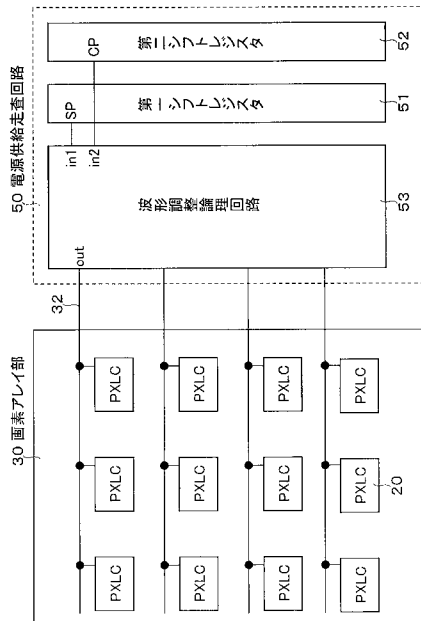 30 画素アレイ部
50 電源供給走査回路
32
out
in1
in2
SP
CP
波形調整論理回路
第一シフトレジスタ
第二シフトレジスタ
53
51
52
PXLC
PXLC
PXLC
PXLC
PXLC
PXLC
PXLC
PXLC
PXLC
PXLC
PXLC
PXLC
20